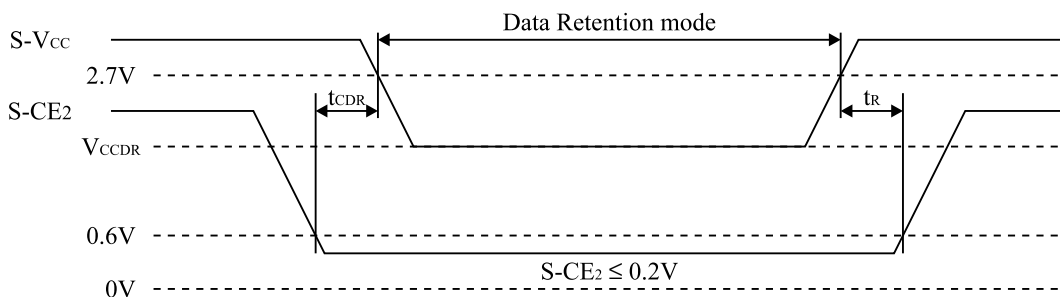 Data Retention mode
S-VCC
2.7V
tCDR
tR
S-CE2
VCCDR
0.6V
S-CE2 ≤ 0.2V
0V